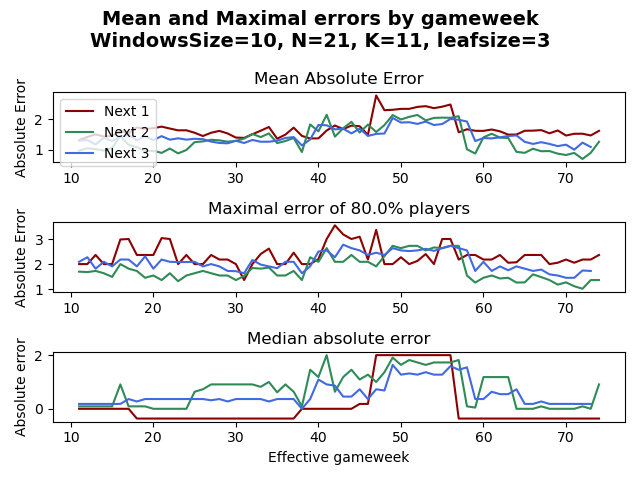 Mean and Maximal errors by gameweek
WindowsSize=10, N=21, K=11, leafsize=3
Mean Absolute Error
Absolute Error
2
1
Next 1
Next 2
Next 3
10 20 30 40 50 60 70
Maximal error of 80.0% players
Absolute Error
3
2
1
10 20 30 40 50 60 70
Median absolute error
Absolute error
2
0
10 20 30 40 50 60 70
Effective gameweek